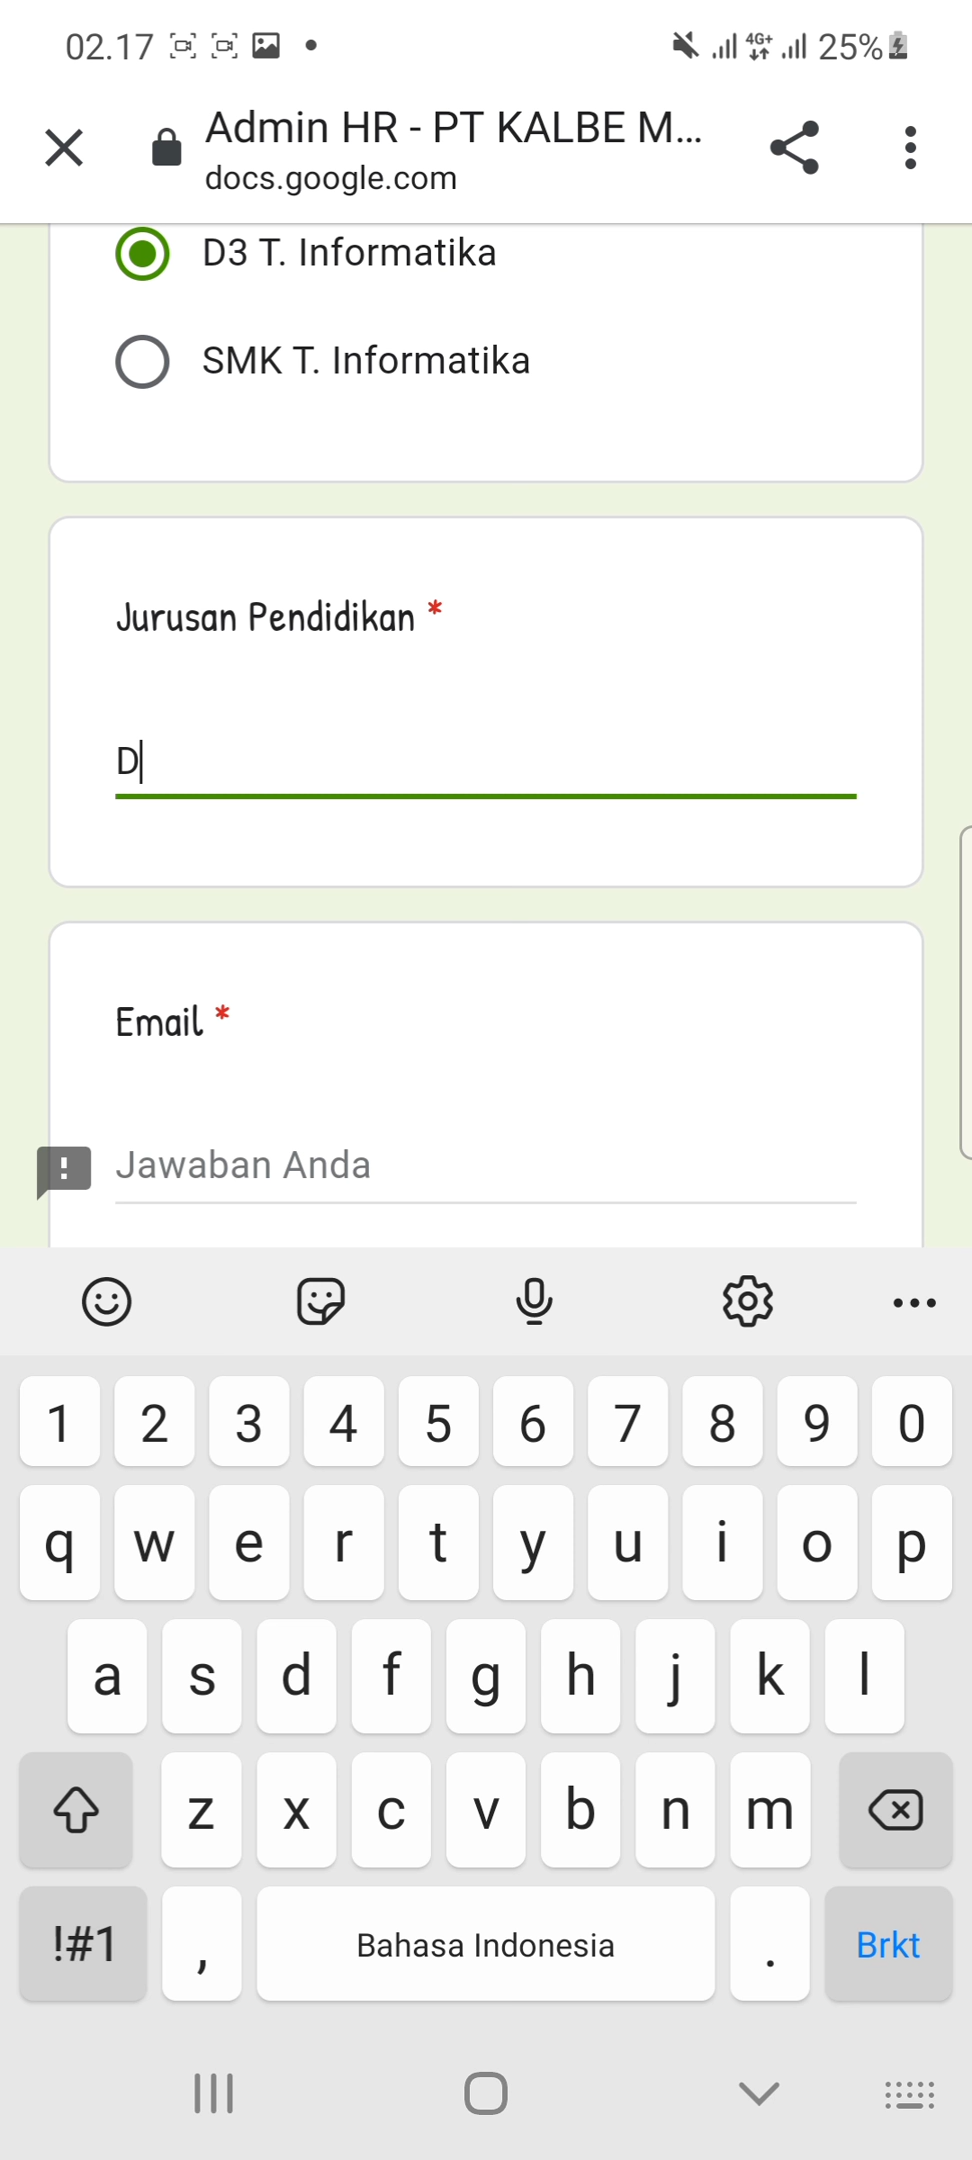 02.17
4G+ 25%
Admin HR - PT KALBE M...
docs.google.com
D3 T. Informatika
SMK T. Informatika
Jurusan Pendidikan *
D
Email *
! Jawaban Anda
1 2 3 4 5 6 7 8 9 0
q w e r t y u i o p
a s d f g h j k l
z x c v b n m
!#1 , Bahasa Indonesia . Brkt